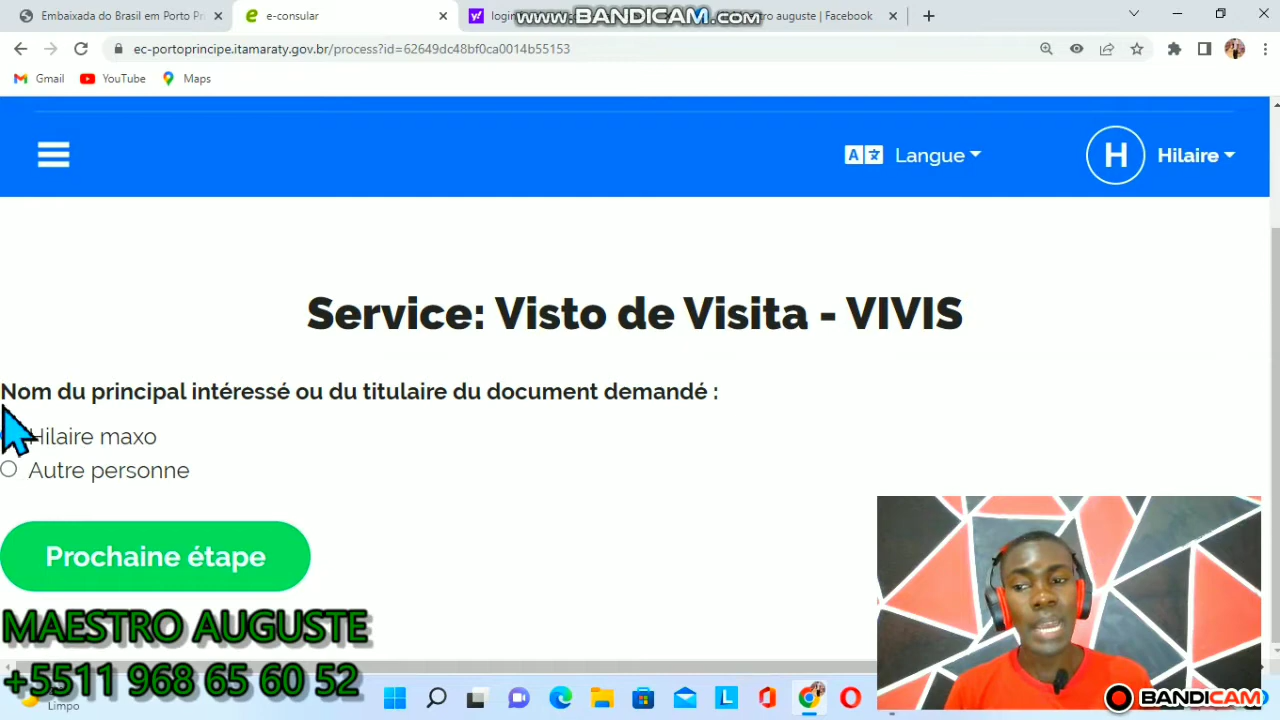 Embaixada do Brasil em Porto Pr
e-consular
login
www.BANDICAM.com
tro auguste | Facebook
ec-portoprincipe.itamaraty.gov.br/process?id=62649dc48bf0ca0014b55153
Gmail
YouTube
Maps
Langue
H
Hilaire
Service: Visto de Visita - VIVIS
Nom du principal intéressé ou du titulaire du document demandé :
Hilaire maxo
Autre personne
Prochaine étape
MAESTRO AUGUSTE
+5511 968 65 60 52
Limpo
BANDICAM